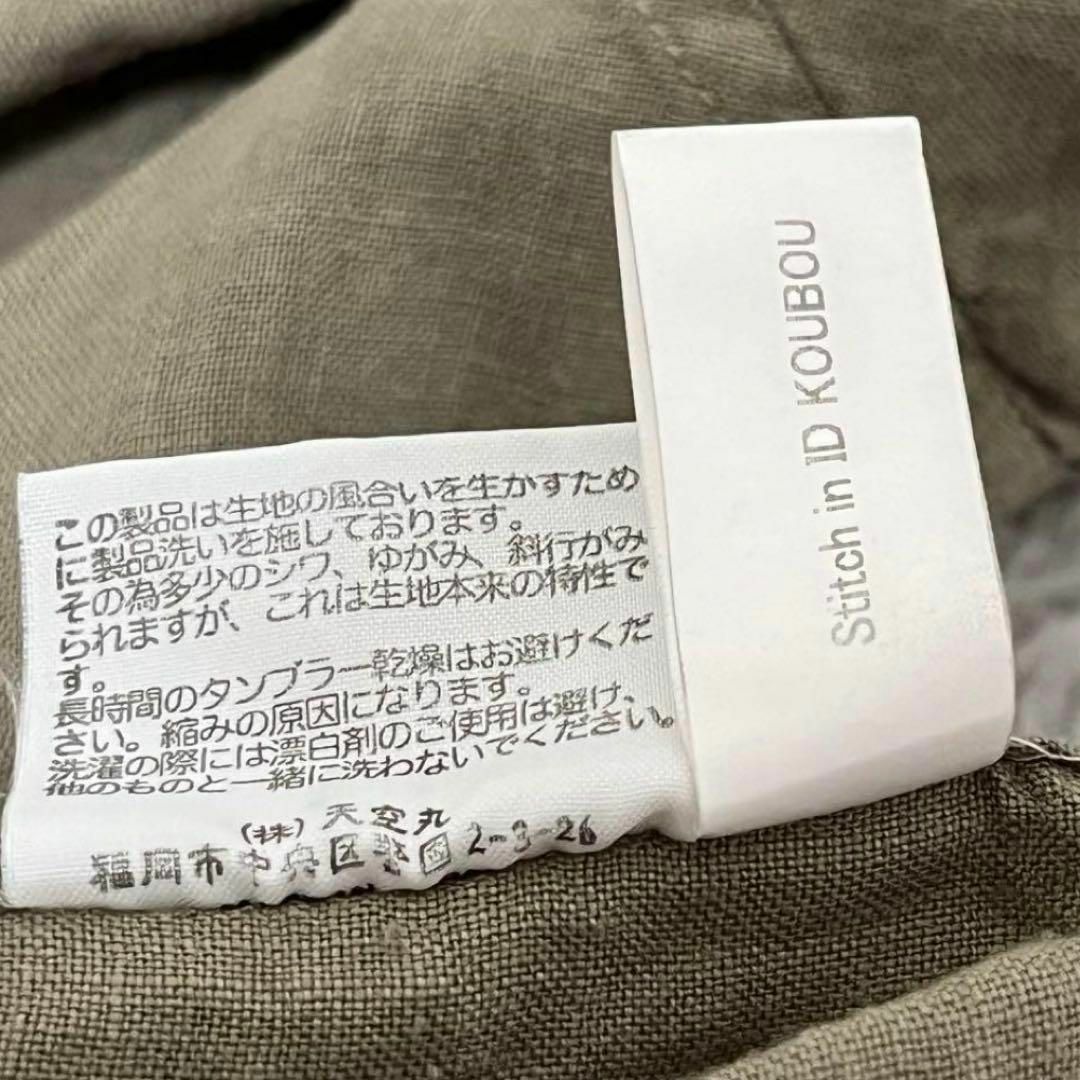 この製品は生地の風合いを生かすため
に製品洗いを施しております。
その為多少のシワ、ゆがみ、斜行がみ
られますが、これは生地本来の特性で
す。
長時間のタンブラー乾燥はお避けくだ
さい。縮みの原因になります。
洗濯の際には漂白剤のご使用は避け、
他のものと一緒に洗わないでください。
(株) 天空丸
福岡市中央区 2-3-26
Stitch in ID KOUBOU